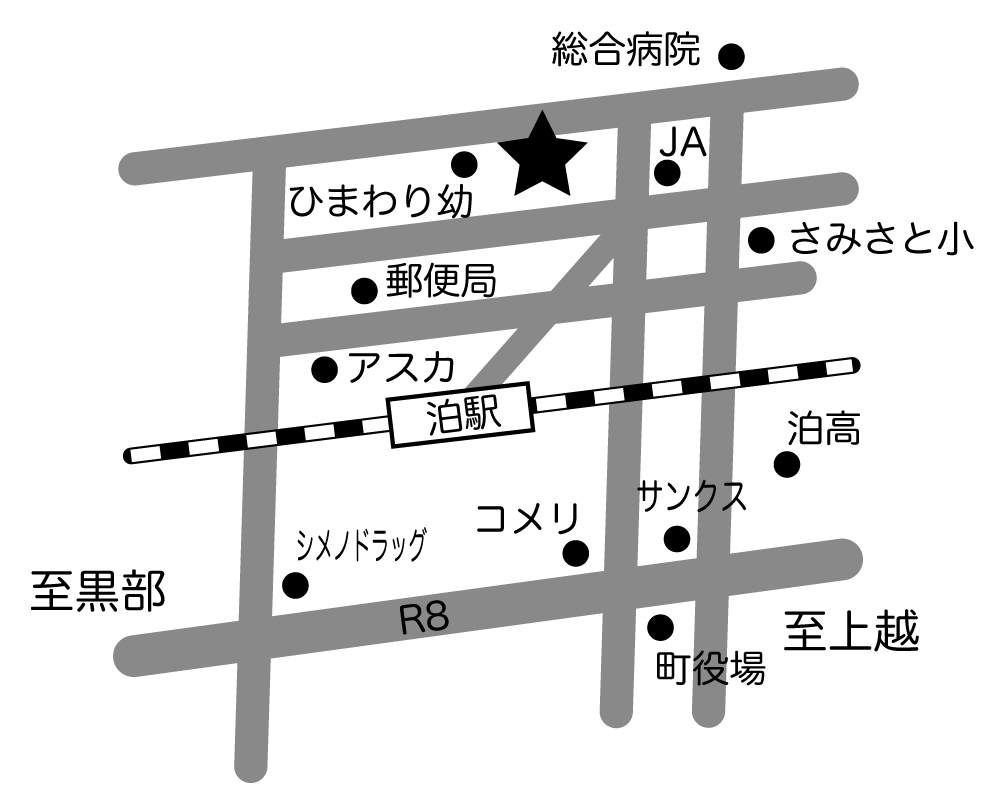 総合病院
JA
ひまわり幼
さみさと小
郵便局
アスカ
泊駅
泊高
サンクス
コメリ
シメノドラッグ
至黒部
R8
至上越
町役場